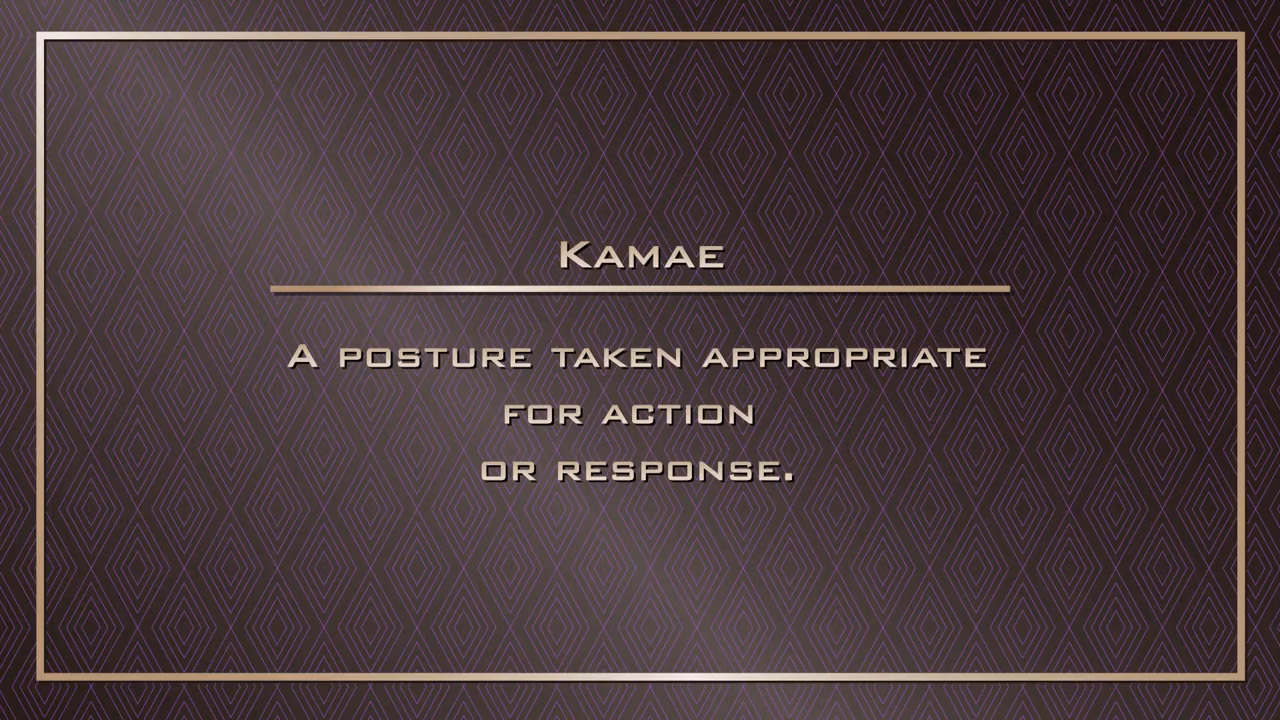 Kamae
A posture taken appropriate
for action
or response.